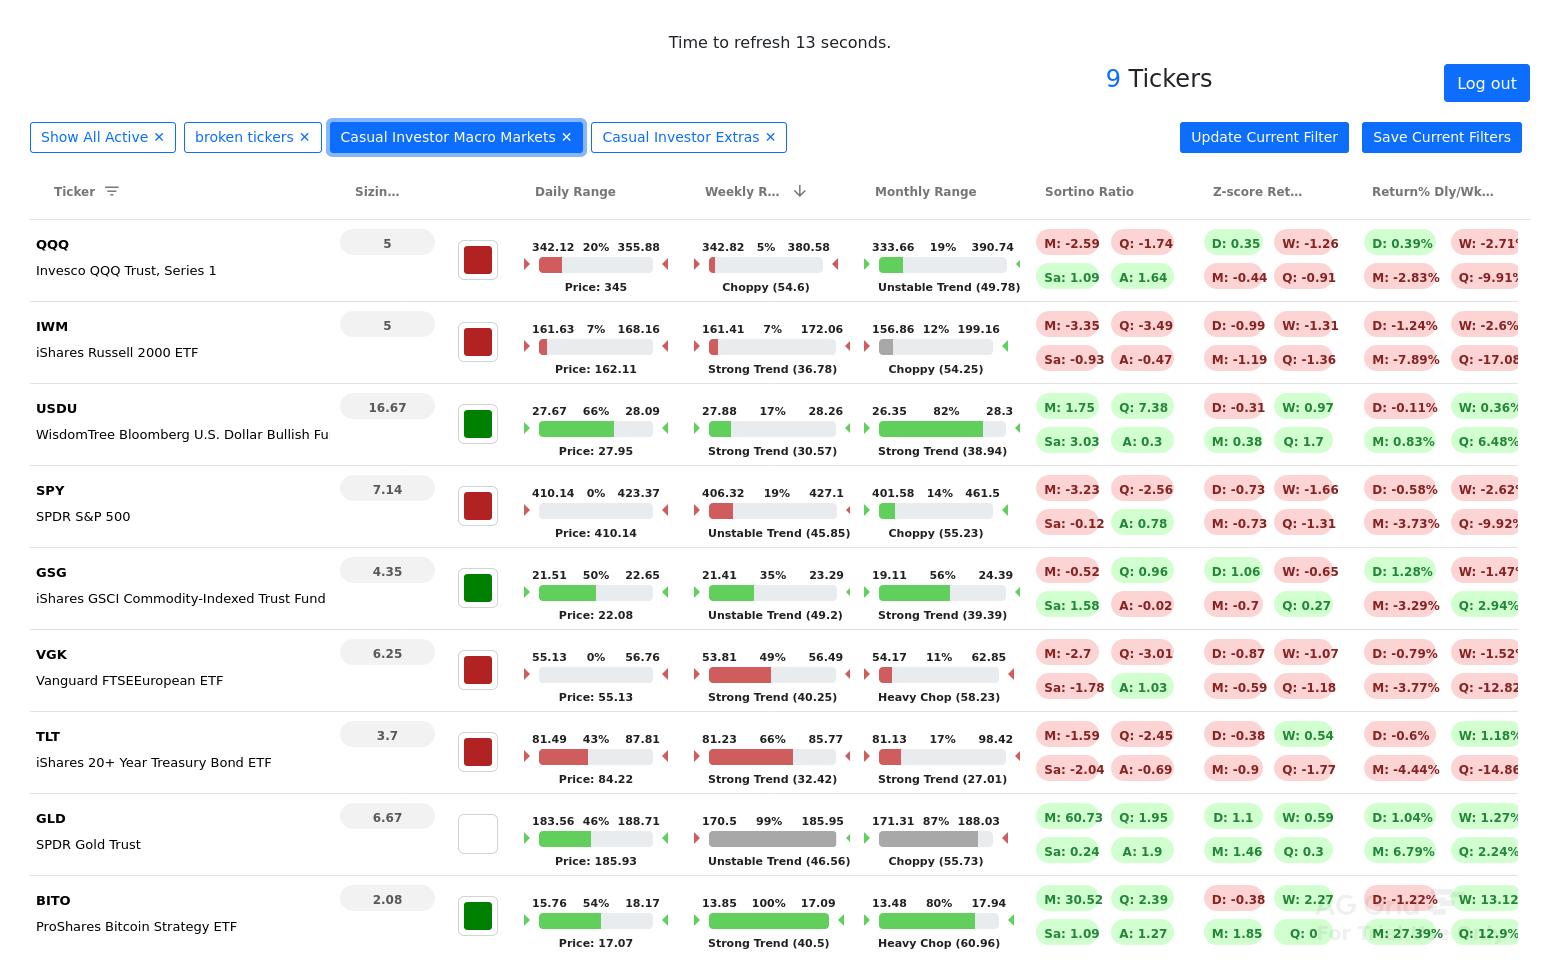 Time to refresh 13 seconds.
9 Tickers
Log out
Show All Active ✕ broken tickers ✕ Casual Investor Macro Markets ✕ Casual Investor Extras ✕ Update Current Filter Save Current Filters
Ticker Sizin... Daily Range Weekly R... Monthly Range Sortino Ratio Z-score Ret... Return% Dly/Wk...
QQQ 5 342.12 20% 355.88 342.82 5% 380.58 333.66 19% 390.74 M: -2.59 Q: -1.74 D: 0.35 W: -1.26 D: 0.39% W: -2.71%
Invesco QQQ Trust, Series 1 Sa: 1.09 A: 1.64 M: -0.44 Q: -0.91 M: -2.83% Q: -9.91%
Price: 345 Choppy (54.6) Unstable Trend (49.78)
IWM 5 161.63 7% 168.16 161.41 7% 172.06 156.86 12% 199.16 M: -3.35 Q: -3.49 D: -0.99 W: -1.31 D: -1.24% W: -2.6%
iShares Russell 2000 ETF Sa: -0.93 A: -0.47 M: -1.19 Q: -1.36 M: -7.89% Q: -17.08
Price: 162.11 Strong Trend (36.78) Choppy (54.25)
USDU 16.67 27.67 66% 28.09 27.88 17% 28.26 26.35 82% 28.3 M: 1.75 Q: 7.38 D: -0.31 W: 0.97 D: -0.11% W: 0.36%
WisdomTree Bloomberg U.S. Dollar Bullish Fu Sa: 3.03 A: 0.3 M: 0.38 Q: 1.7 M: 0.83% Q: 6.48%
Price: 27.95 Strong Trend (30.57) Strong Trend (38.94)
SPY 7.14 410.14 0% 423.37 406.32 19% 427.1 401.58 14% 461.5 M: -3.23 Q: -2.56 D: -0.73 W: -1.66 D: -0.58% W: -2.62%
SPDR S&P 500 Sa: -0.12 A: 0.78 M: -0.73 Q: -1.31 M: -3.73% Q: -9.92%
Price: 410.14 Unstable Trend (45.85) Choppy (55.23)
GSG 4.35 21.51 50% 22.65 21.41 35% 23.29 19.11 56% 24.39 M: -0.52 Q: 0.96 D: 1.06 W: -0.65 D: 1.28% W: -1.47%
iShares GSCI Commodity-Indexed Trust Fund Sa: 1.58 A: -0.02 M: -0.7 Q: 0.27 M: -3.29% Q: 2.94%
Price: 22.08 Unstable Trend (49.2) Strong Trend (39.39)
VGK 6.25 55.13 0% 56.76 53.81 49% 56.49 54.17 11% 62.85 M: -2.7 Q: -3.01 D: -0.87 W: -1.07 D: -0.79% W: -1.52%
Vanguard FTSEEuropean ETF Sa: -1.78 A: 1.03 M: -0.59 Q: -1.18 M: -3.77% Q: -12.82
Price: 55.13 Strong Trend (40.25) Heavy Chop (58.23)
TLT 3.7 81.49 43% 87.81 81.23 66% 85.77 81.13 17% 98.42 M: -1.59 Q: -2.45 D: -0.38 W: 0.54 D: -0.6% W: 1.18%
iShares 20+ Year Treasury Bond ETF Sa: -2.04 A: -0.69 M: -0.9 Q: -1.77 M: -4.44% Q: -14.86
Price: 84.22 Strong Trend (32.42) Strong Trend (27.01)
GLD 6.67 183.56 46% 188.71 170.5 99% 185.95 171.31 87% 188.03 M: 60.73 Q: 1.95 D: 1.1 W: 0.59 D: 1.04% W: 1.27%
SPDR Gold Trust Sa: 0.24 A: 1.9 M: 1.46 Q: 0.3 M: 6.79% Q: 2.24%
Price: 185.93 Unstable Trend (46.56) Choppy (55.73)
BITO 2.08 15.76 54% 18.17 13.85 100% 17.09 13.48 80% 17.94 M: 30.52 Q: 2.39 D: -0.38 W: 2.27 D: -1.22% W: 13.12
ProShares Bitcoin Strategy ETF Sa: 1.09 A: 1.27 M: 1.85 Q: 0 M: 27.39% Q: 12.9%
Price: 17.07 Strong Trend (40.5) Heavy Chop (60.96)
AG Grid